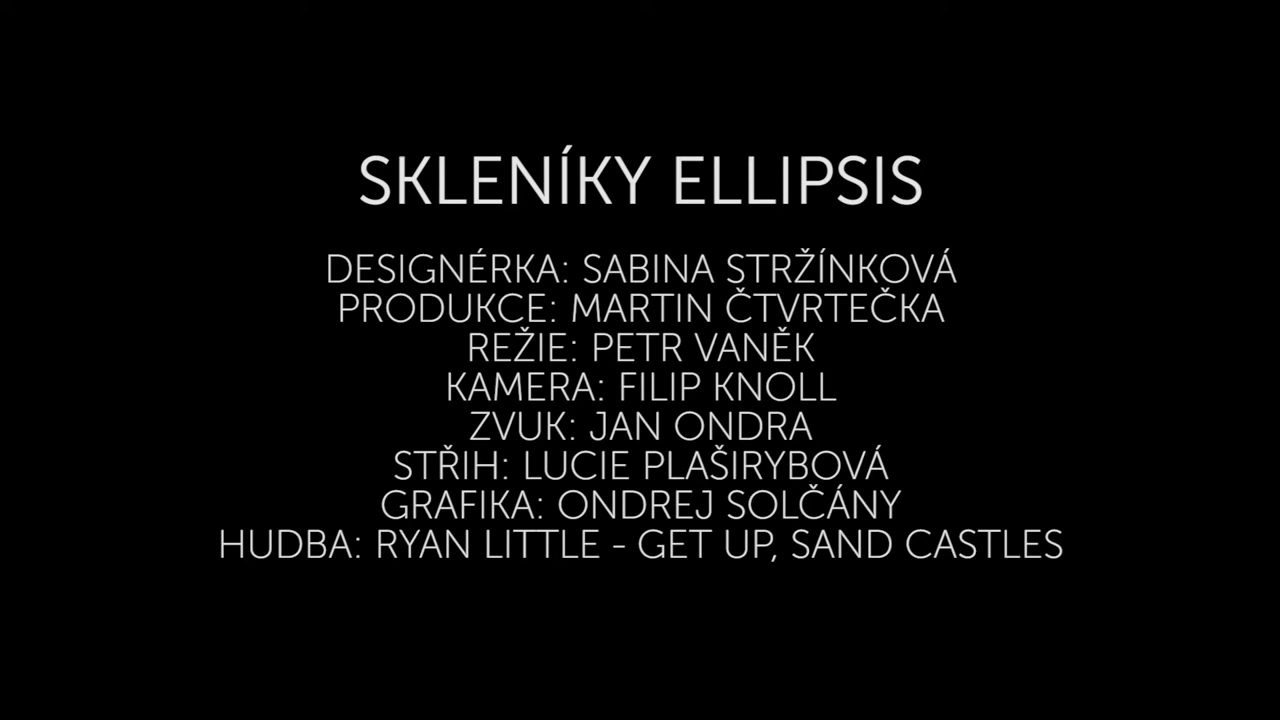 SKLENÍKY ELLIPSIS
DESIGNÉRKA: SABINA STRŽÍNKOVÁ
PRODUKCE: MARTIN ČTVRTEČKA
REŽIE: PETR VANĚK
KAMERA: FILIP KNOLL
ZVUK: JAN ONDRA
STŘIH: LUCIE PLAŠIRYBOVÁ
GRAFIKA: ONDREJ SOLČÁNY
HUDBA: RYAN LITTLE - GET UP, SAND CASTLES